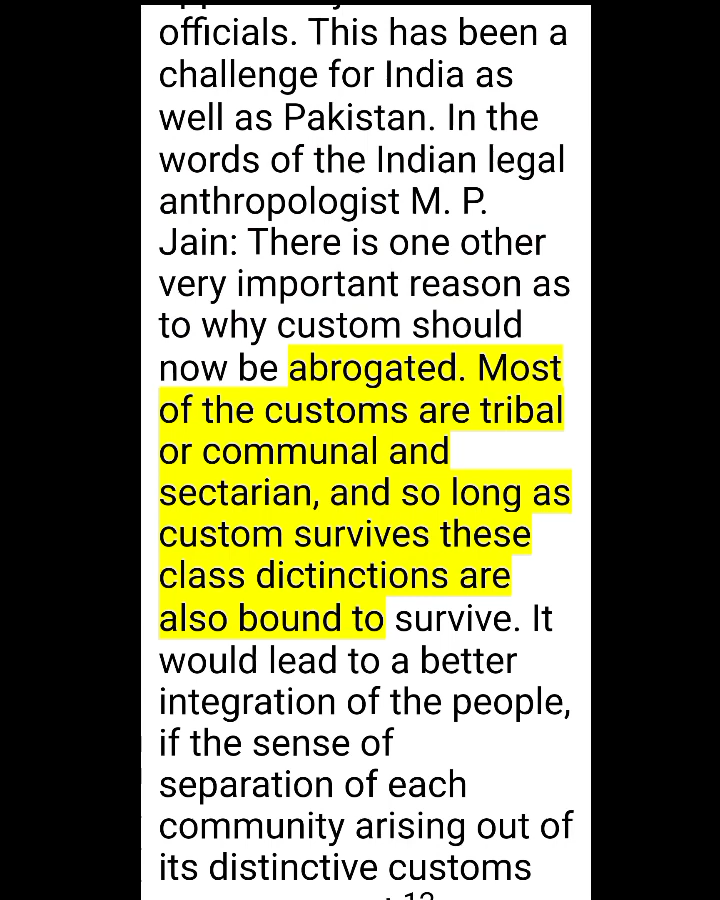 officials. This has been a
challenge for India as
well as Pakistan. In the
words of the Indian legal
anthropologist M. P.
Jain: There is one other
very important reason as
to why custom should
now be abrogated. Most
of the customs are tribal
or communal and
sectarian, and so long as
custom survives these
class dictinctions are
also bound to survive. It
would lead to a better
integration of the people,
if the sense of
separation of each
community arising out of
its distinctive customs